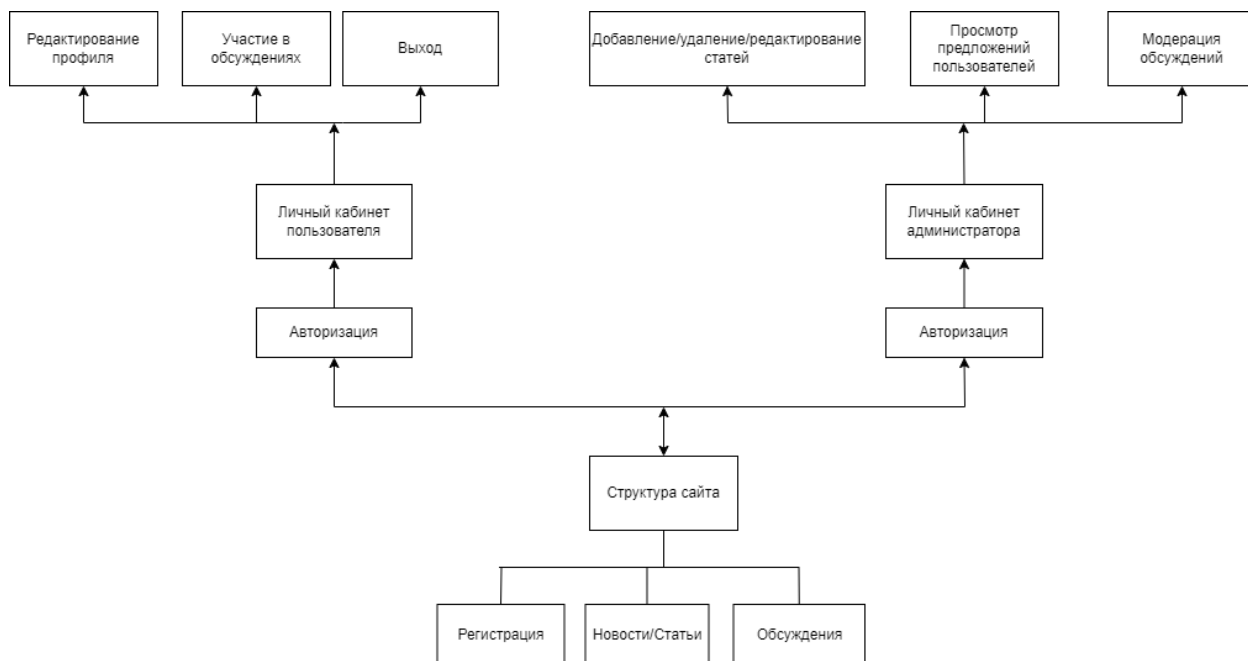 Редактирование
профиля
Участие в
обсуждениях
Выход
Добавление/удаление/редактирование
статей
Просмотр
предложений
пользователей
Модерация
обсуждений
Личный кабинет
пользователя
Личный кабинет
администратора
Авторизация
Авторизация
Структура сайта
Регистрация
Новости/Статьи
Обсуждения